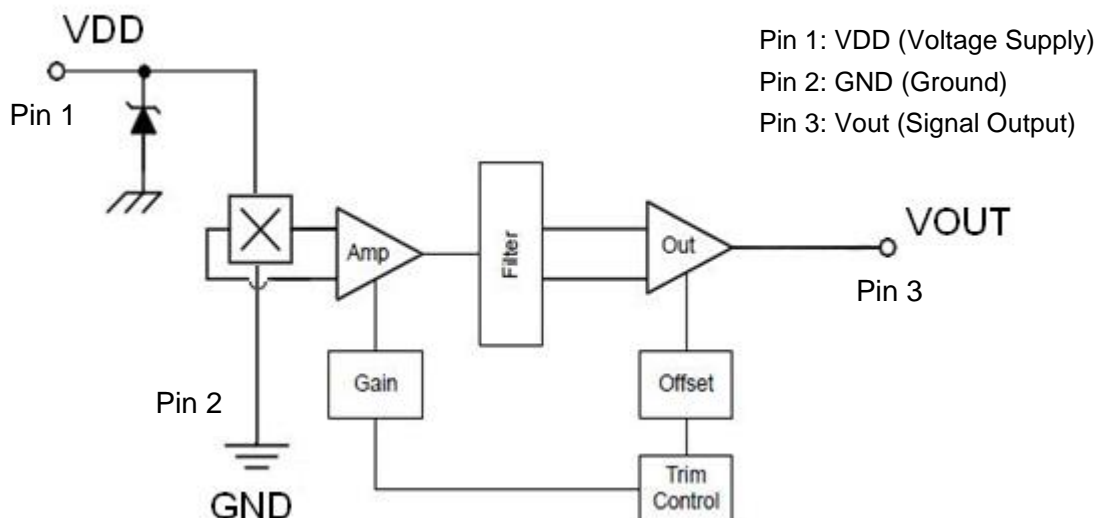 VDD
Pin 1
Pin 1: VDD (Voltage Supply)
Pin 2: GND (Ground)
Pin 3: Vout (Signal Output)
Amp
Filter
Out
VOUT
Pin 3
Gain
Offset
Pin 2
GND
Trim
Control